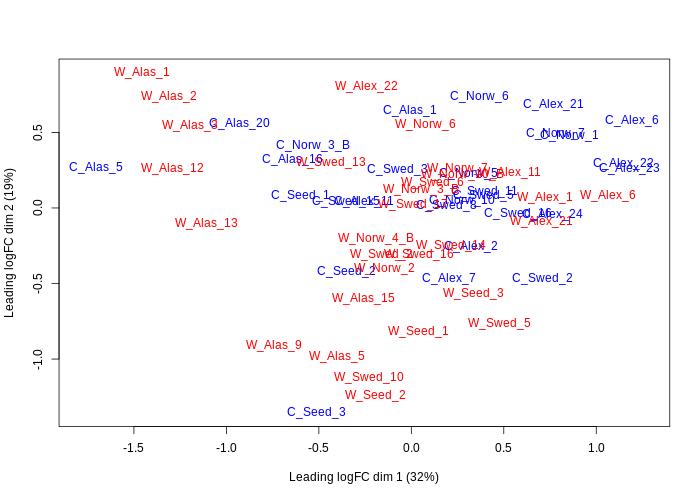 W_Alas_1
W_Alex_22
W_Alas_2
C_Norw_6
C_Alex_21
C_Alas_1
C_Alex_6
W_Alas_3
C_Alas_20
W_Norw_6
C_Norw_7
C_Norw_1
C_Norw_3_B
C_Alas_16
W_Swed_13
C_Alex_22
C_Alex_23
C_Alas_5
W_Alas_12
C_Swed_3
W_Norw_7
W_Alex_11
W_Swed_6
C_Seed_1
W_Norw_3_B
C_Swed_11
C_Swed_5
W_Alex_1
W_Alex_6
C_Norw_10
C_Swed_8
C_Swed_16
C_Alex_24
W_Alas_13
W_Alex_21
W_Norw_4_B
W_Swed_14
C_Alex_2
W_Swed_2
W_Swed_16
C_Seed_2
W_Norw_2
C_Alex_7
C_Swed_2
W_Alas_15
W_Seed_3
W_Seed_1
W_Swed_5
W_Alas_9
W_Alas_5
W_Swed_10
W_Seed_2
C_Seed_3
0.5
0.0
-0.5
-1.0
Leading logFC dim 2 (19%)
-1.5 -1.0 -0.5 0.0 0.5 1.0
Leading logFC dim 1 (32%)